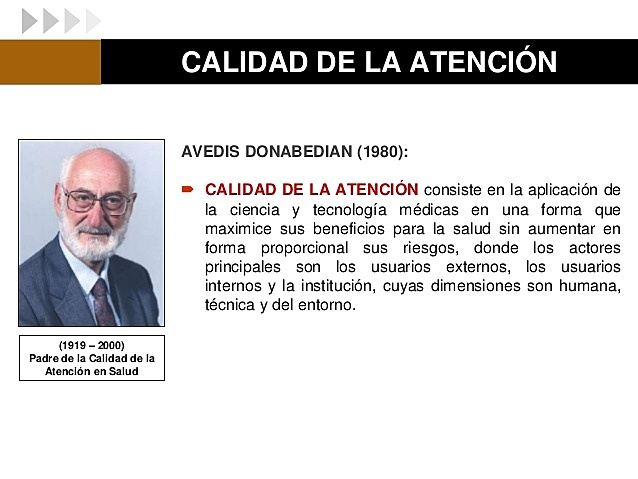 CALIDAD DE LA ATENCIÓN
AVEDIS DONABEDIAN (1980):
CALIDAD DE LA ATENCIÓN consiste en la aplicación de
la ciencia y tecnología médicas en una forma que
maximice sus beneficios para la salud sin aumentar en
forma proporcional sus riesgos, donde los actores
principales son los usuarios externos, los usuarios
internos y la institución, cuyas dimensiones son humana,
técnica y del entorno.
(1919 – 2000)
Padre de la Calidad de la
Atención en Salud